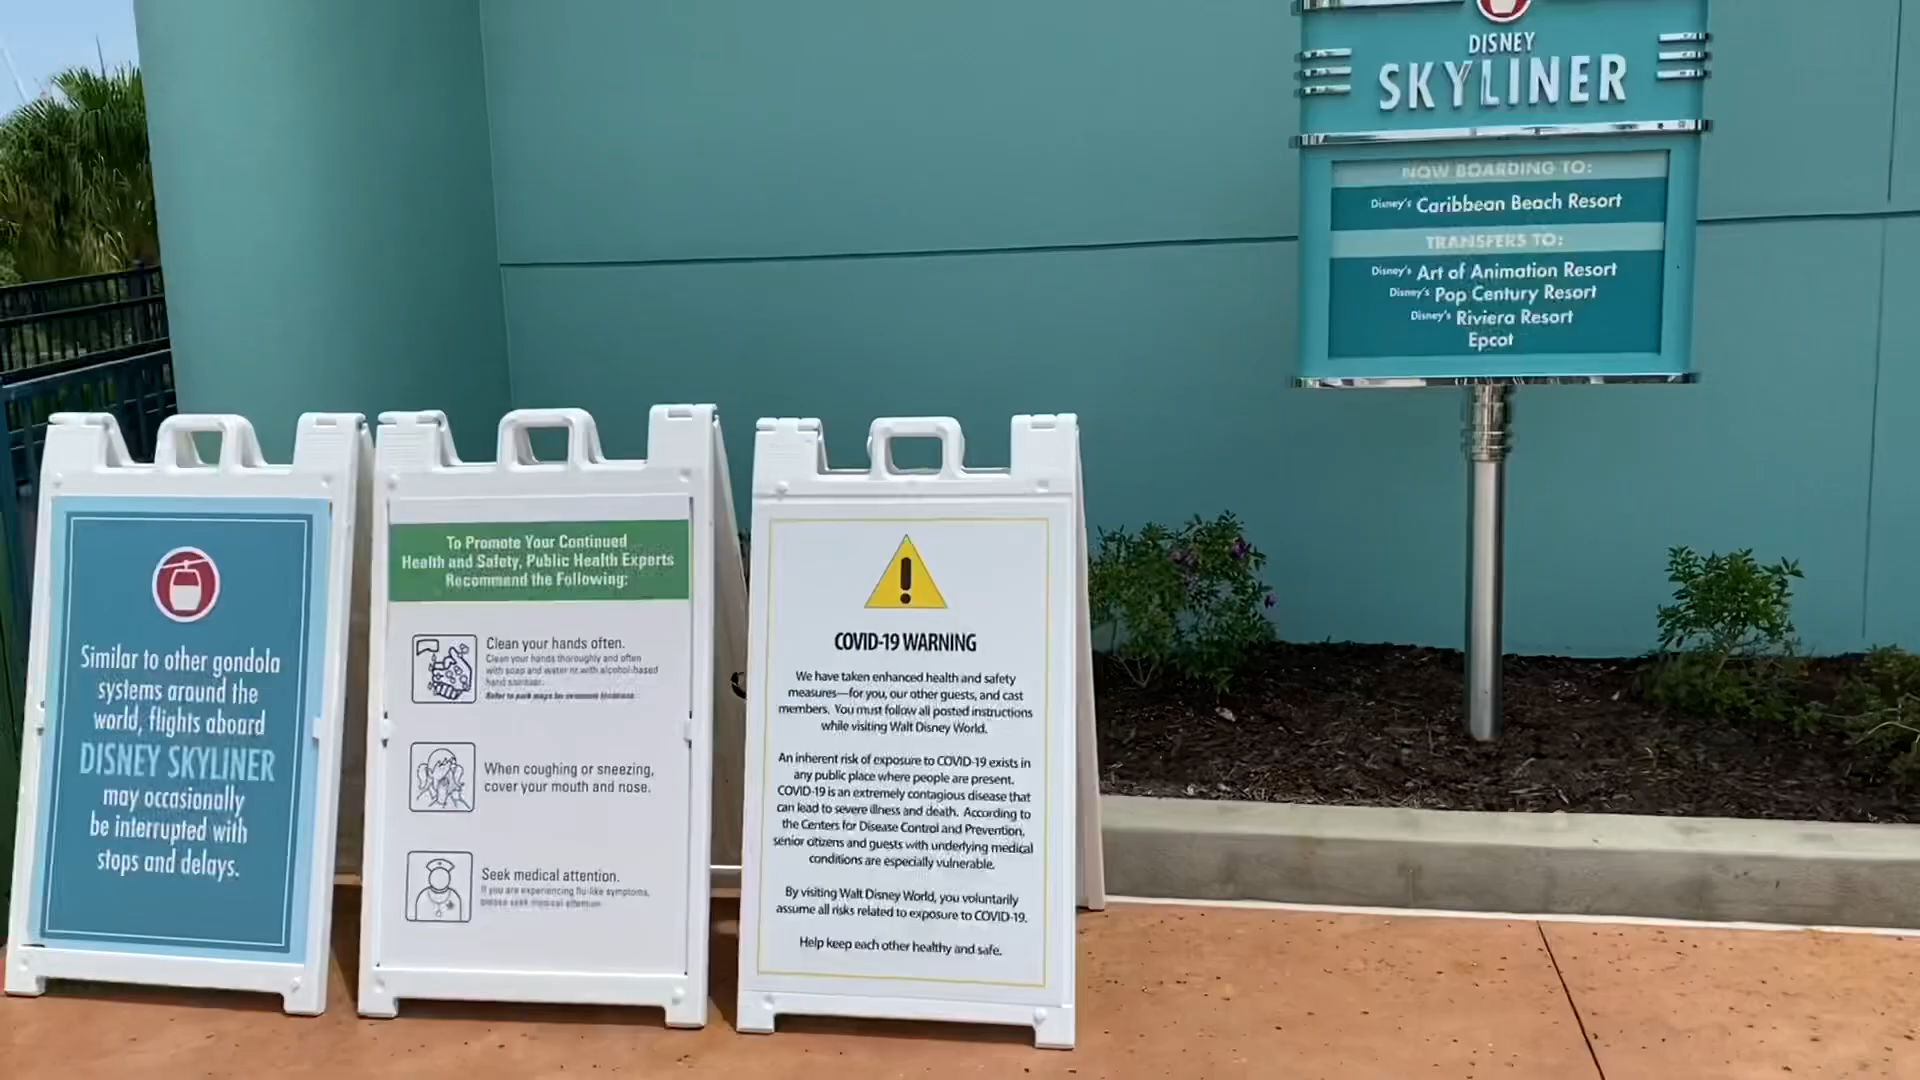 DISNEY
SKYLINER
NOW BOARDING TO:
Disney's Caribbean Beach Resort
TRANSFERS TO:
Disney's Art of Animation Resort
Disney's Pop Century Resort
Disney's Riviera Resort
Epcot
Similar to other gondola
systems around the
world, flights aboard
DISNEY SKYLINER
may occasionally
be interrupted with
stops and delays.
To Promote Your Continued
Health and Safety, Public Health Experts
Recommend the Following:
Clean your hands often.
Clean your hands thoroughly and often
with soap and water or with alcohol-based
hand sanitizer.
Refer to park maps for restroom locations.
When coughing or sneezing,
cover your mouth and nose.
Seek medical attention.
If you are experiencing flu-like symptoms,
please seek medical attention.
COVID-19 WARNING
We have taken enhanced health and safety
measures—for you, our other guests, and cast
members. You must follow all posted instructions
while visiting Walt Disney World.
An inherent risk of exposure to COVID-19 exists in
any public place where people are present.
COVID-19 is an extremely contagious disease that
can lead to severe illness and death. According to
the Centers for Disease Control and Prevention,
senior citizens and guests with underlying medical
conditions are especially vulnerable.
By visiting Walt Disney World, you voluntarily
assume all risks related to exposure to COVID-19.
Help keep each other healthy and safe.